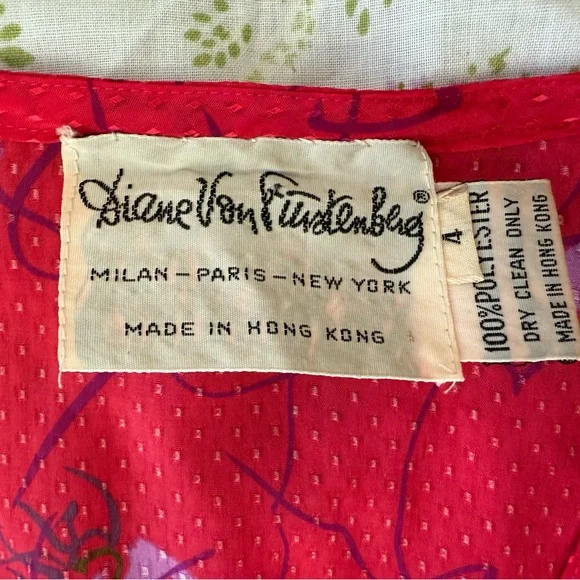 Diane Von Fürstenberg®
MILAN - PARIS - NEW YORK
MADE IN HONG KONG
4
100% POLYESTER
DRY CLEAN ONLY
MADE IN HONG KONG